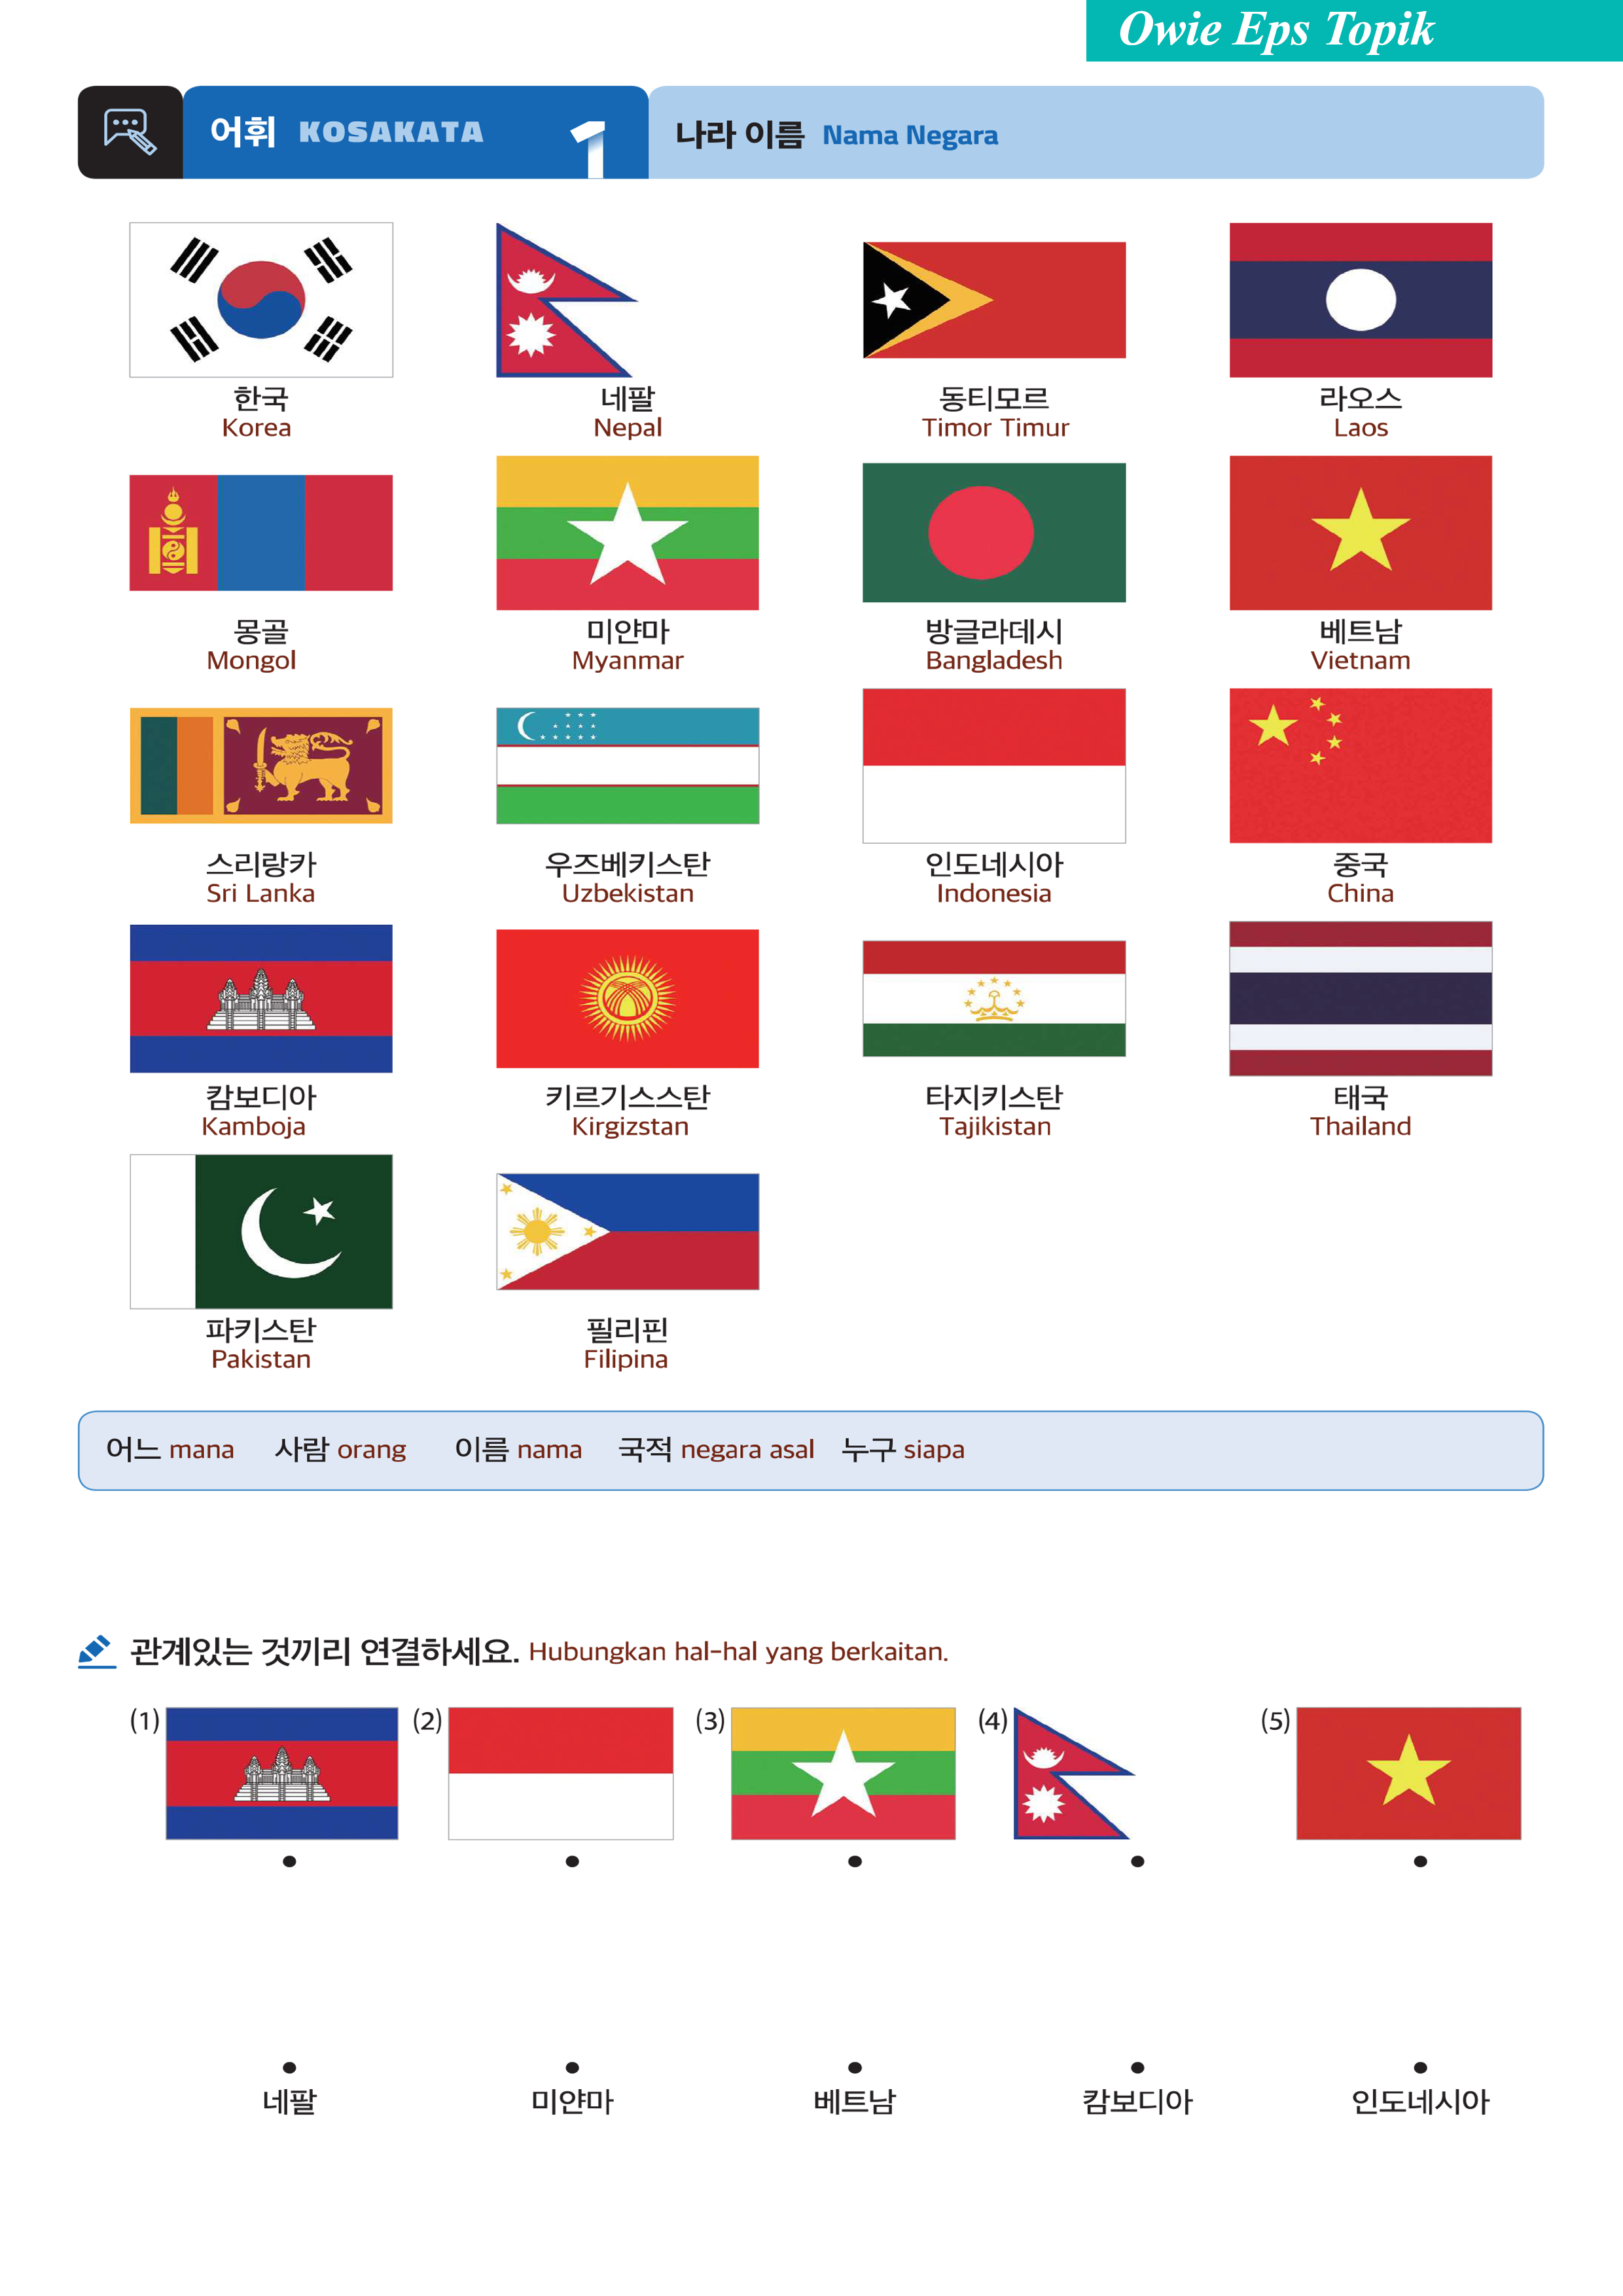 Owie Eps Topik
어휘 KOSAKATA 1 나라 이름 Nama Negara
한국 네팔 동티모르 라오스
Korea Nepal Timor Timur Laos
몽골 미얀마 방글라데시 베트남
Mongol Myanmar Bangladesh Vietnam
스리랑카 우즈베키스탄 인도네시아 중국
Sri Lanka Uzbekistan Indonesia China
캄보디아 키르기스스탄 타지키스탄 태국
Kamboja Kirgizstan Tajikistan Thailand
파키스탄 필리핀
Pakistan Filipina
어느 mana 사람 orang 이름 nama 국적 negara asal 누구 siapa
관계있는 것끼리 연결하세요. Hubungkan hal-hal yang berkaitan.
(1) (2) (3) (4) (5)
네팔 미얀마 베트남 캄보디아 인도네시아